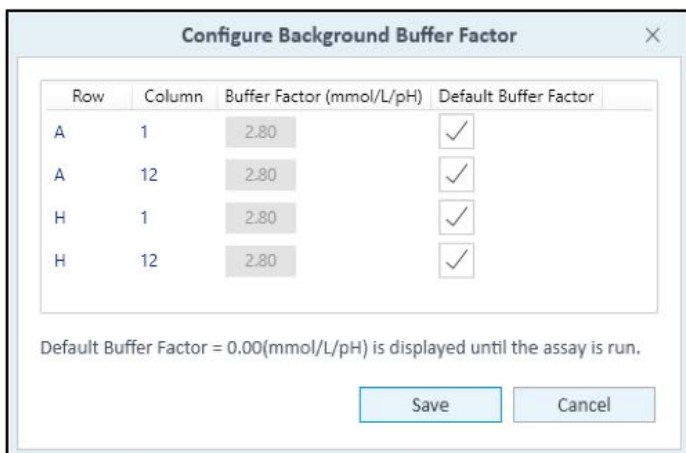 Configure Background Buffer Factor
Row Column Buffer Factor (mmol/L/pH) Default Buffer Factor
A 1 2.80
A 12 2.80
H 1 2.80
H 12 2.80
Default Buffer Factor = 0.00(mmol/L/pH) is displayed until the assay is run.
Save Cancel